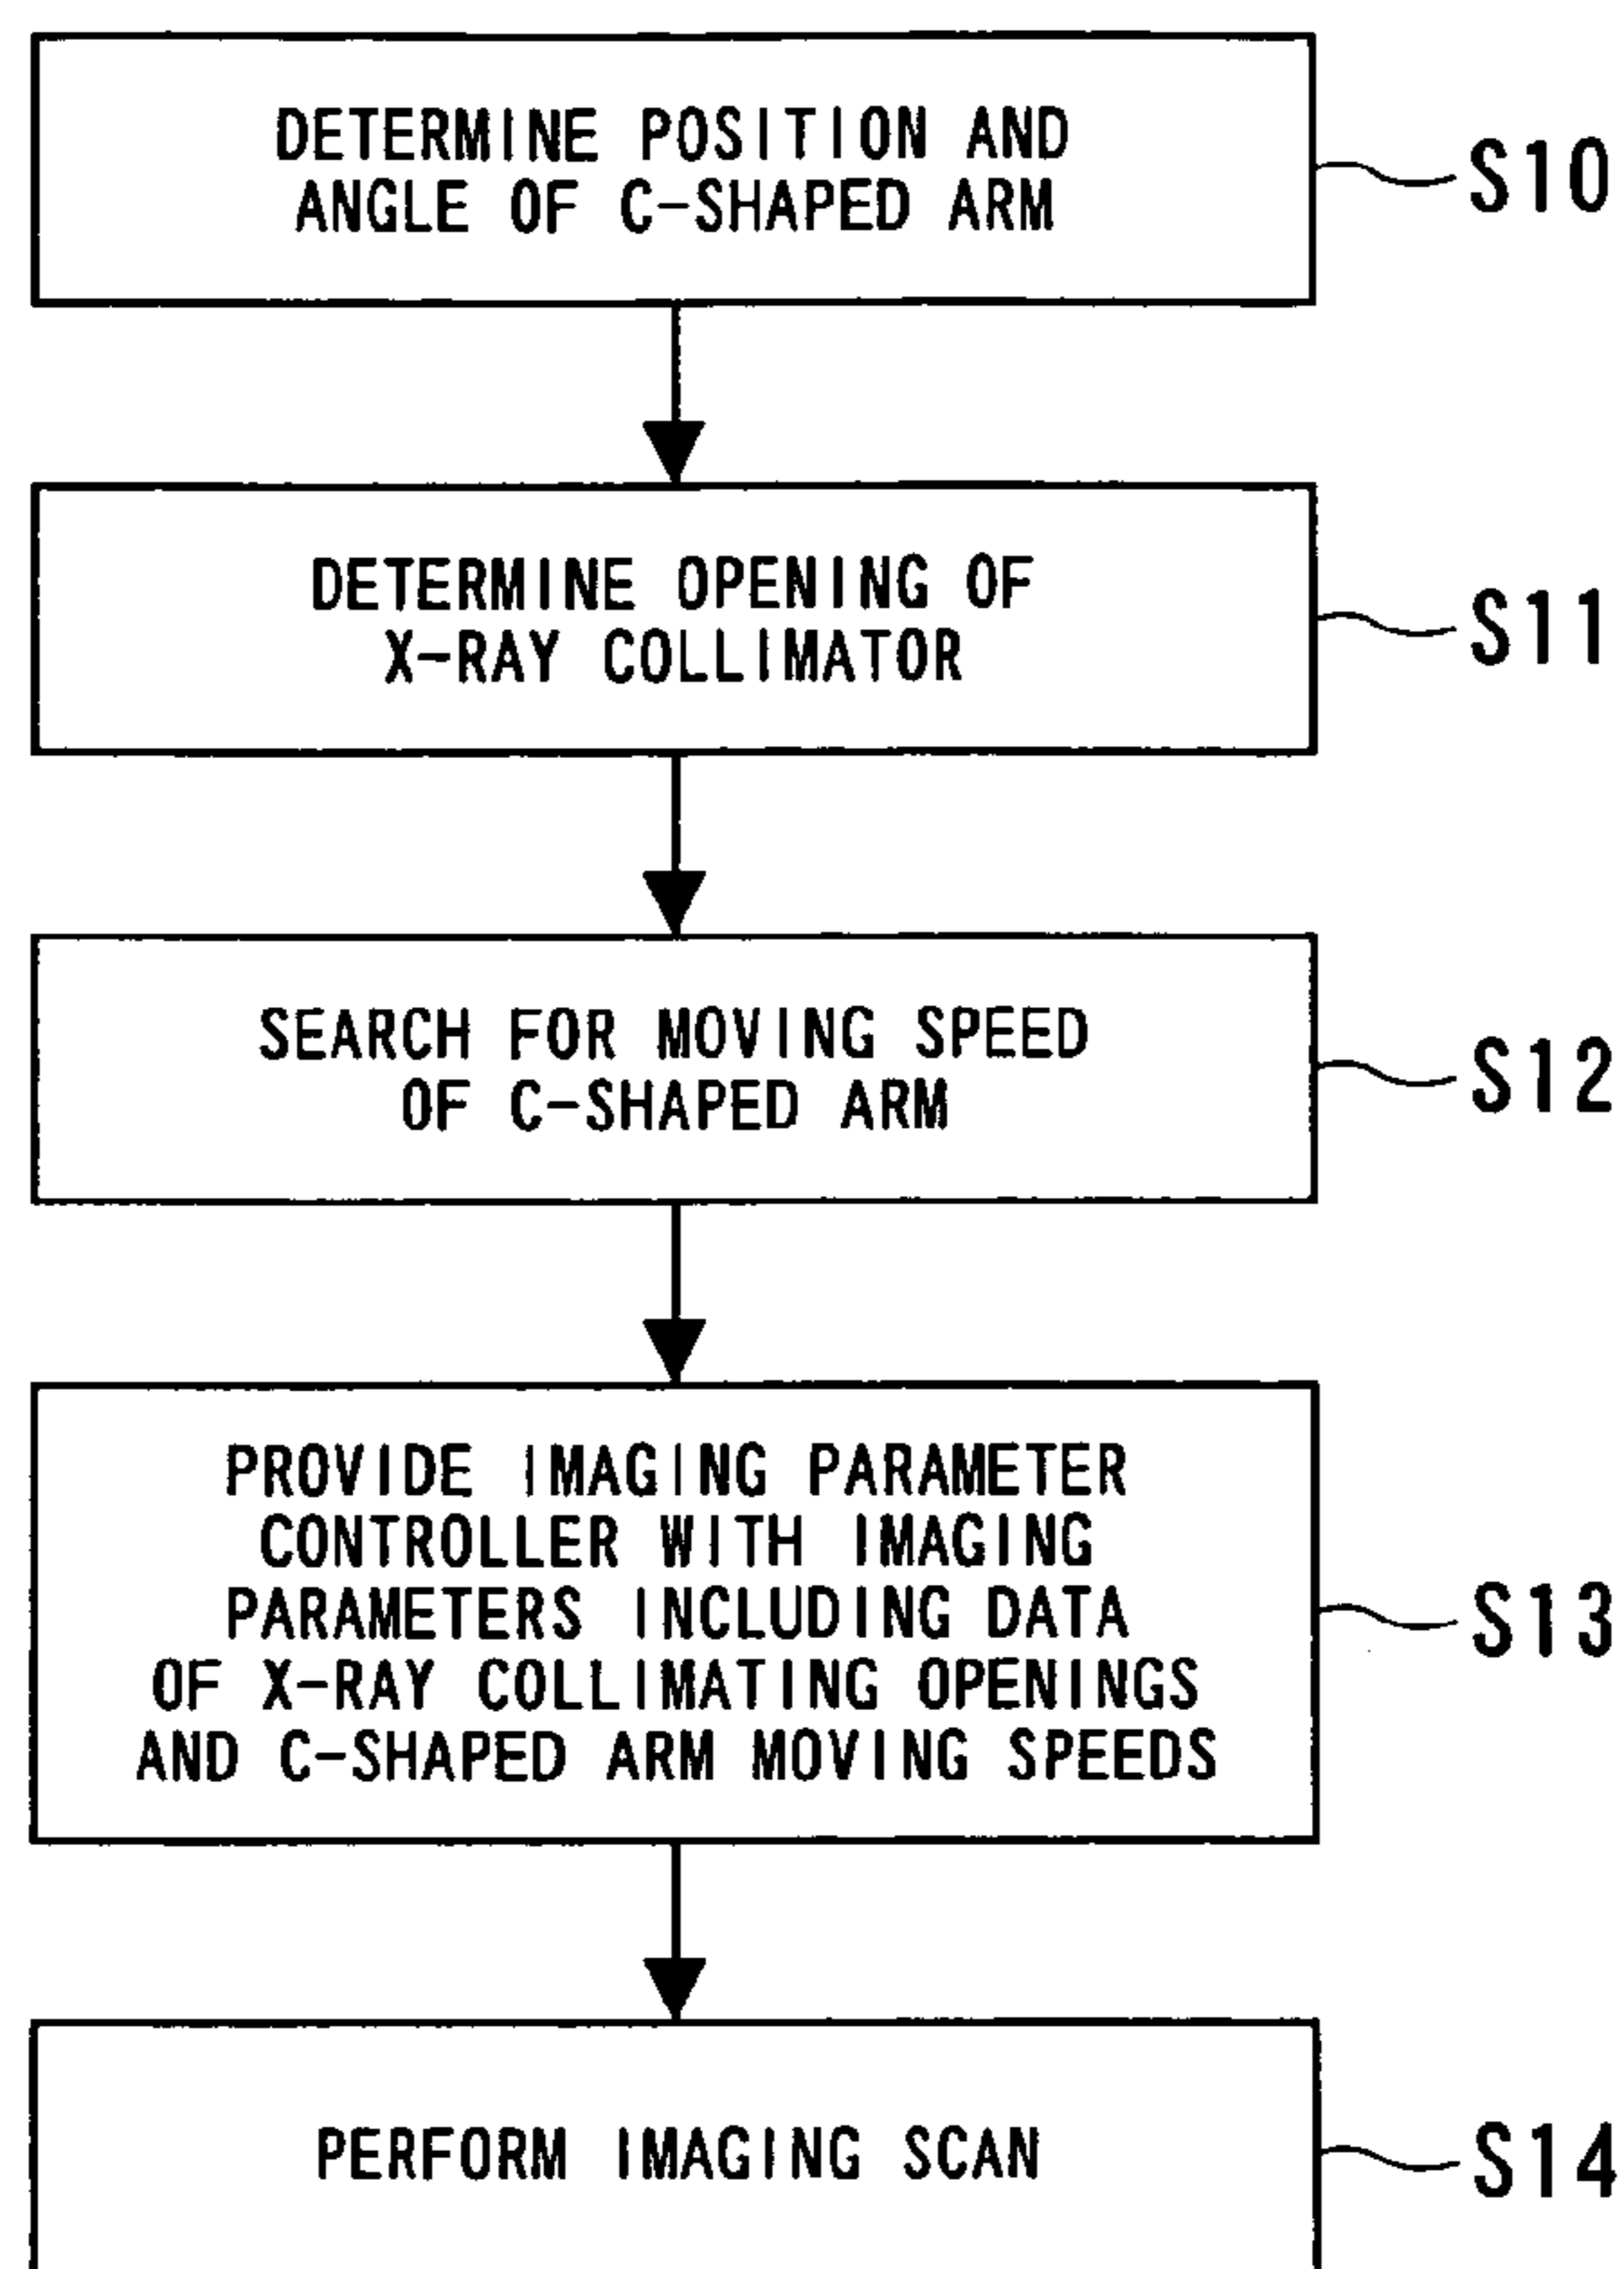 DETERMINE POSITION AND
ANGLE OF C-SHAPED ARM
S10
DETERMINE OPENING OF
X-RAY COLLIMATOR
S11
SEARCH FOR MOVING SPEED
OF C-SHAPED ARM
S12
PROVIDE IMAGING PARAMETER
CONTROLLER WITH IMAGING
PARAMETERS INCLUDING DATA
OF X-RAY COLLIMATING OPENINGS
AND C-SHAPED ARM MOVING SPEEDS
S13
PERFORM IMAGING SCAN
S14